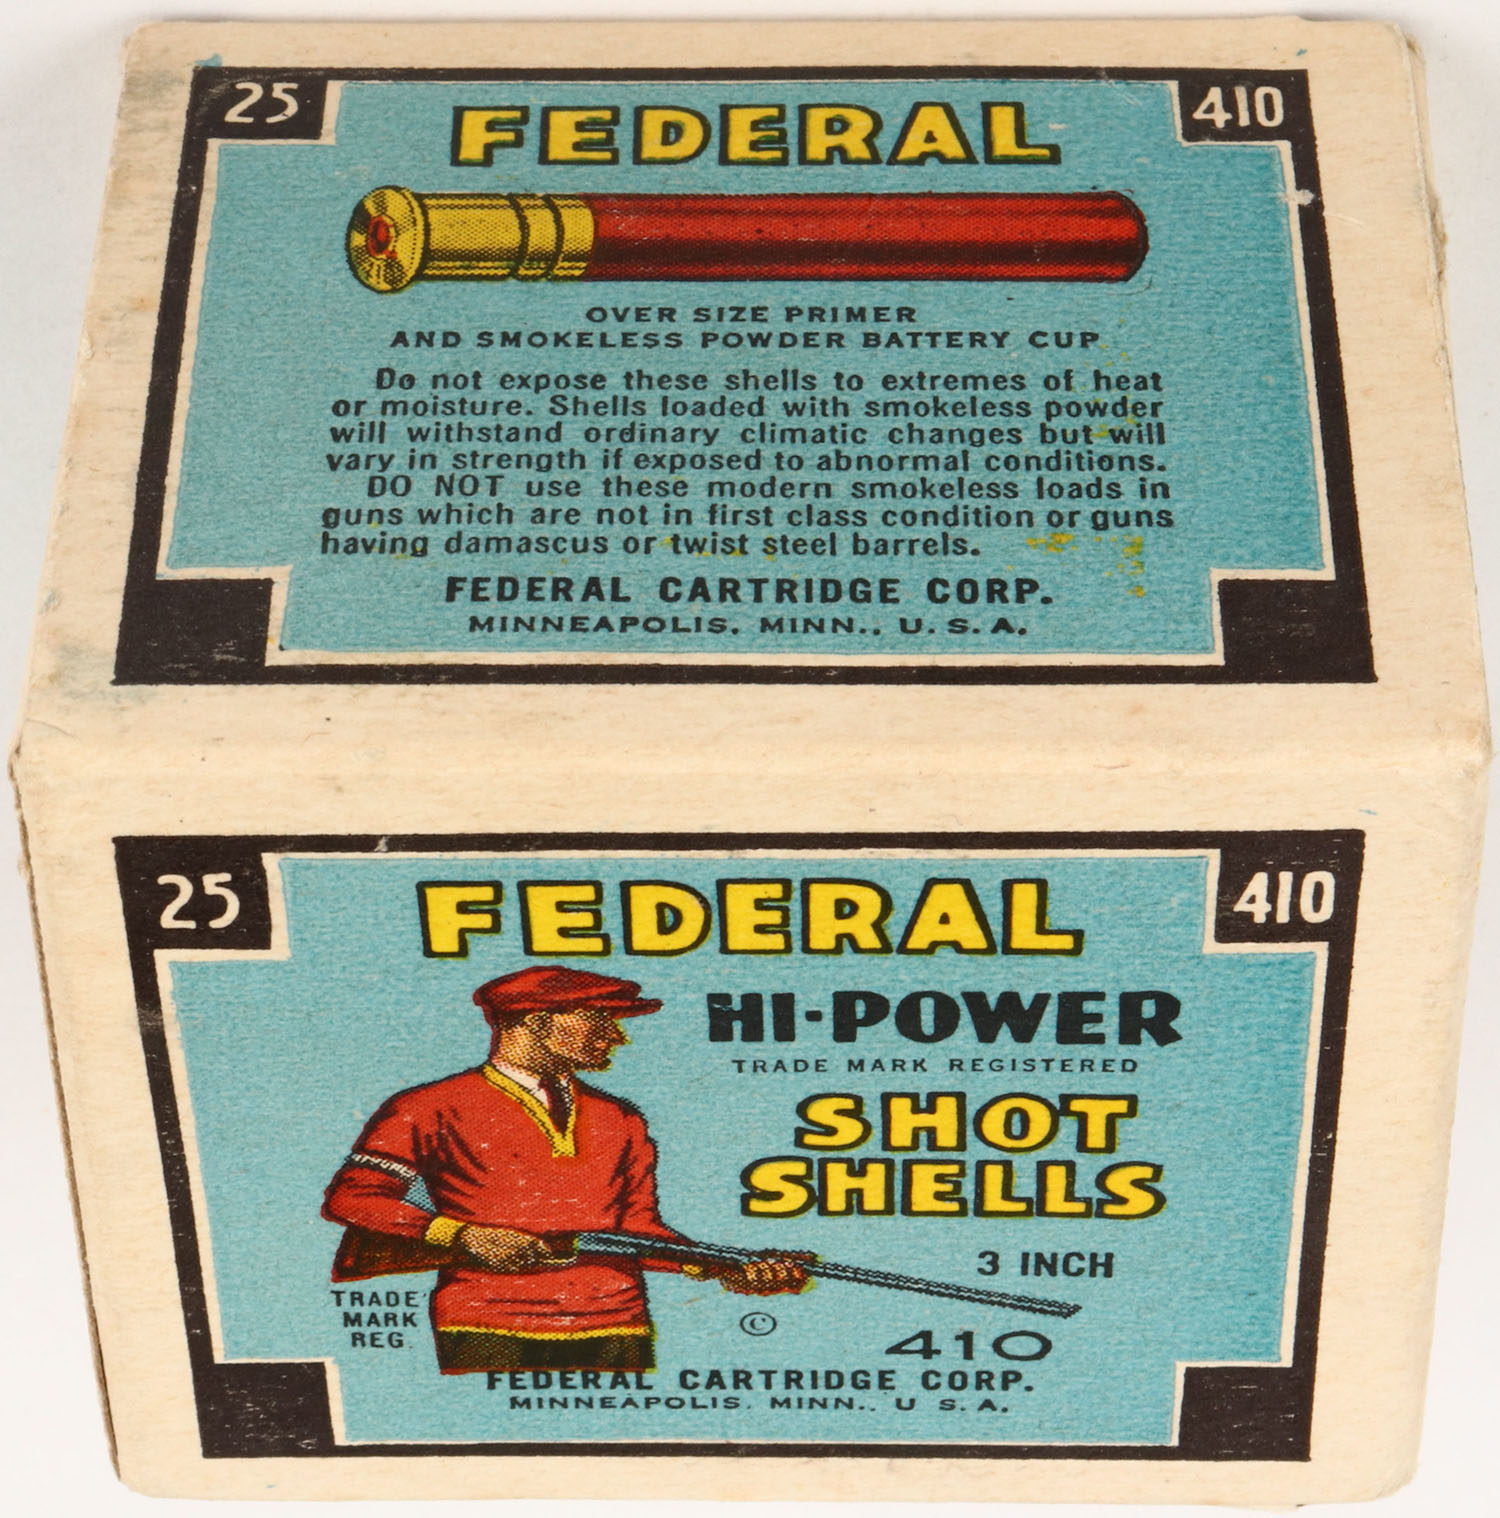 25 FEDERAL 410
OVER SIZE PRIMER
AND SMOKELESS POWDER BATTERY CUP
Do not expose these shells to extremes of heat
or moisture. Shells loaded with smokeless powder
will withstand ordinary climatic changes but will
vary in strength if exposed to abnormal conditions.
DO NOT use these modern smokeless loads in
guns which are not in first class condition or guns
having damascus or twist steel barrels.
FEDERAL CARTRIDGE CORP.
MINNEAPOLIS, MINN., U. S. A.
25 FEDERAL 410
HI-POWER
TRADE MARK REGISTERED
SHOT
SHELLS
3 INCH
TRADE
MARK
REG.
©
410
FEDERAL CARTRIDGE CORP.
MINNEAPOLIS. MINN.. U S. A.